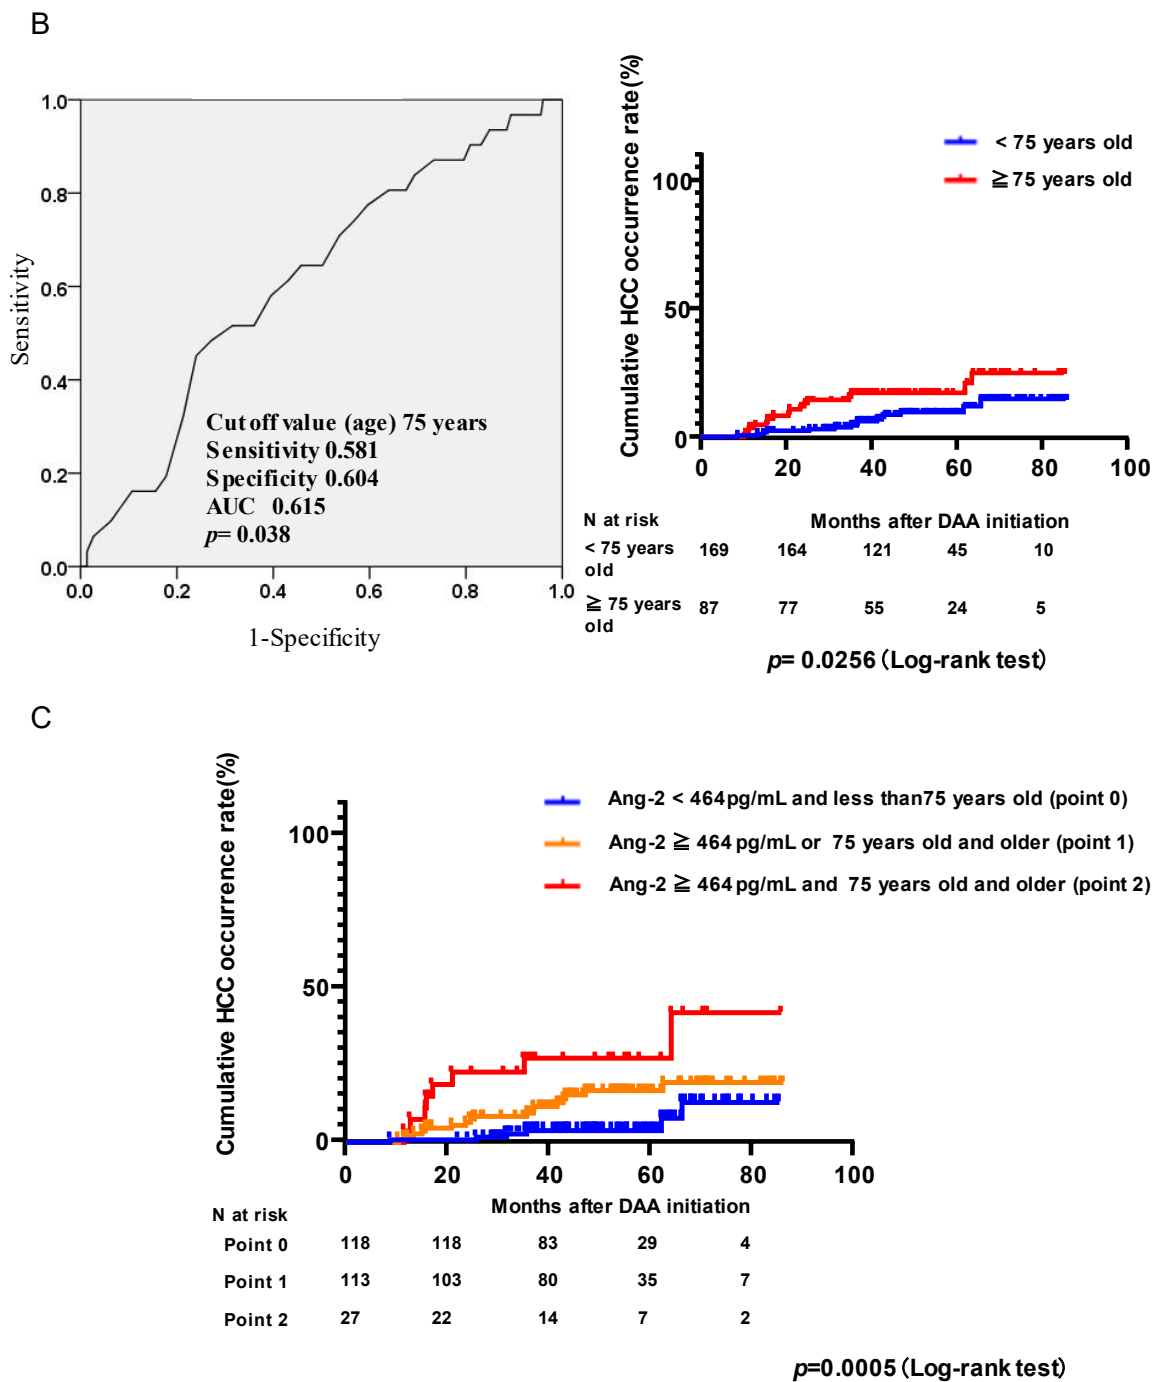 B
1.0
0.8
0.6
0.4
0.2
0.0
0.0 0.2 0.4 0.6 0.8 1.0
Sensitivity
1-Specificity
Cut off value (age) 75 years
Sensitivity 0.581
Specificity 0.604
AUC 0.615
p= 0.038
Cumulative HCC occurrence rate(%)
< 75 years old
≧ 75 years old
100
50
0
0 20 40 60 80 100
Months after DAA initiation
N at risk
< 75 years old 169 164 121 45 10
≧ 75 years old 87 77 55 24 5
p= 0.0256 (Log-rank test)
C
Cumulative HCC occurrence rate(%)
Ang-2 < 464pg/mL and less than75 years old (point 0)
Ang-2 ≧ 464 pg/mL or 75 years old and older (point 1)
Ang-2 ≧ 464 pg/mL and 75 years old and older (point 2)
100
50
0
0 20 40 60 80 100
Months after DAA initiation
N at risk
Point 0 118 118 83 29 4
Point 1 113 103 80 35 7
Point 2 27 22 14 7 2
p=0.0005 (Log-rank test)